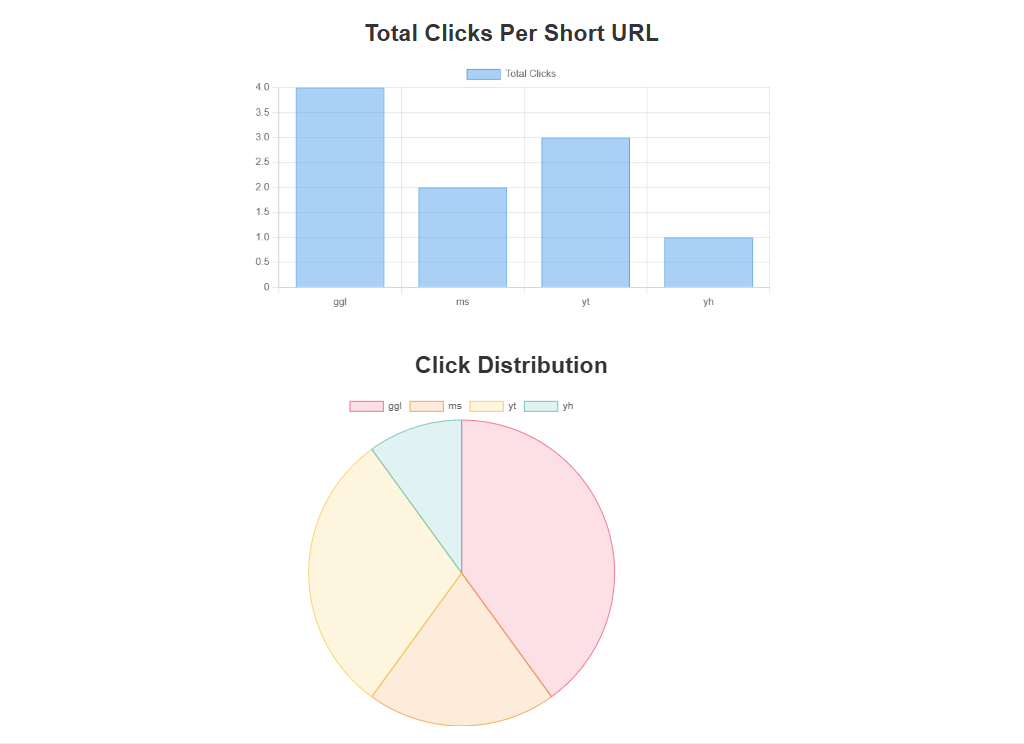 Total Clicks Per Short URL
Total Clicks
4.0
3.5
3.0
2.5
2.0
1.5
1.0
0.5
0
ggl ms yt yh
Click Distribution
ggl ms yt yh